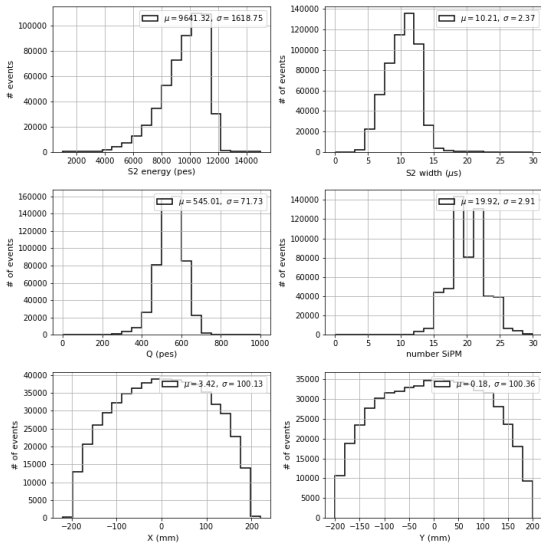 # events
100000
80000
60000
40000
20000
0
μ=9641.32, σ=1618.75
2000 4000 6000 8000 10000 12000 14000
S2 energy (pes)
# of events
140000
120000
100000
80000
60000
40000
20000
0
μ=10.21, σ=2.37
0 5 10 15 20 25 30
S2 width (μs)
# of events
160000
140000
120000
100000
80000
60000
40000
20000
0
μ=545.01, σ=71.73
0 200 400 600 800 1000
Q (pes)
# of events
140000
120000
100000
80000
60000
40000
20000
0
μ=19.92, σ=2.91
0 5 10 15 20 25 30
number SiPM
# of events
40000
35000
30000
25000
20000
15000
10000
5000
0
μ=3.42, σ=100.13
−200 −100 0 100 200
X (mm)
# of events
35000
30000
25000
20000
15000
10000
5000
0
μ=0.18, σ=100.36
−200 −150 −100 −50 0 50 100 150 200
Y (mm)